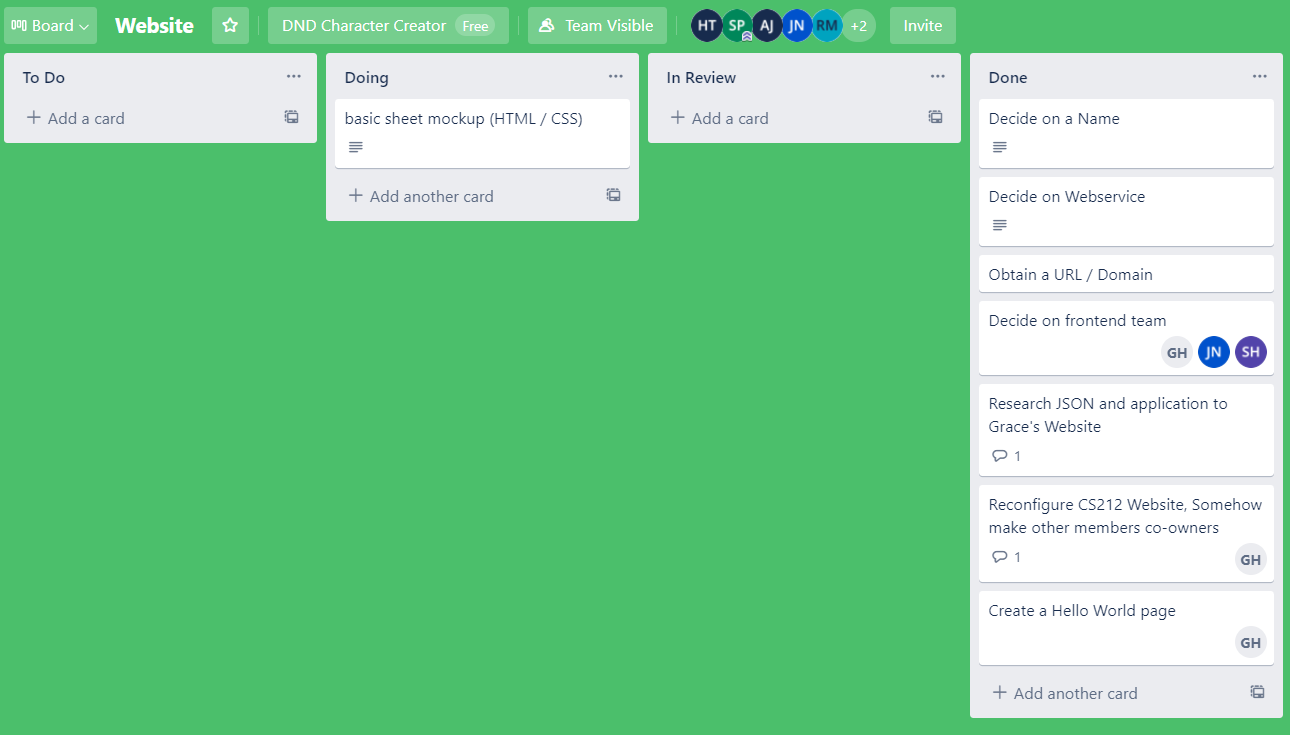 Board
Website
DND Character Creator Free
Team Visible
HT SP AJ JN RM +2
Invite
To Do
Add a card
Doing
basic sheet mockup (HTML / CSS)
Add another card
In Review
Add a card
Done
Decide on a Name
Decide on Webservice
Obtain a URL / Domain
Decide on frontend team
GH JN SH
Research JSON and application to
Grace's Website
1
Reconfigure CS212 Website, Somehow
make other members co-owners
1
GH
Create a Hello World page
GH
Add another card